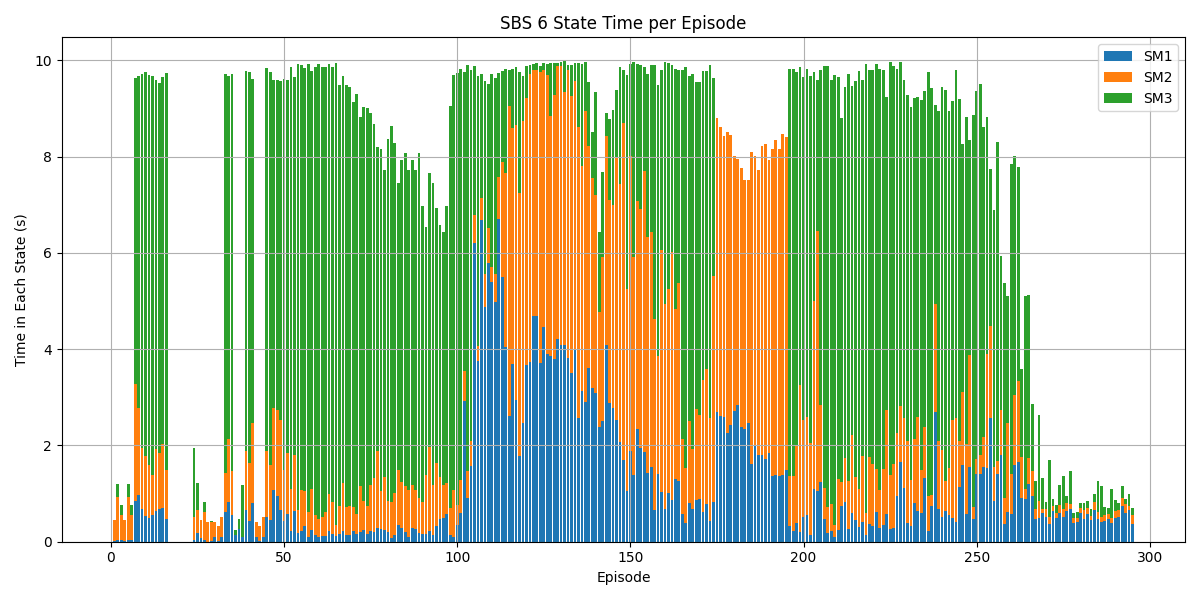 SBS 6 State Time per Episode
SM1
SM2
SM3
Time in Each State (s)
10
8
6
4
2
0
0 50 100 150 200 250 300
Episode